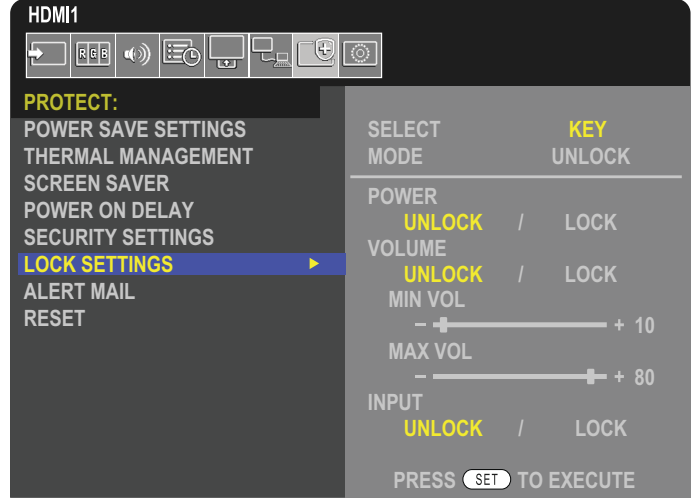 HDMI1
RGB
PROTECT:
POWER SAVE SETTINGS
THERMAL MANAGEMENT
SCREEN SAVER
POWER ON DELAY
SECURITY SETTINGS
LOCK SETTINGS
ALERT MAIL
RESET
SELECT KEY
MODE UNLOCK
POWER
UNLOCK / LOCK
VOLUME
UNLOCK / LOCK
MIN VOL
- + 10
MAX VOL
- + 80
INPUT
UNLOCK / LOCK
PRESS SET TO EXECUTE